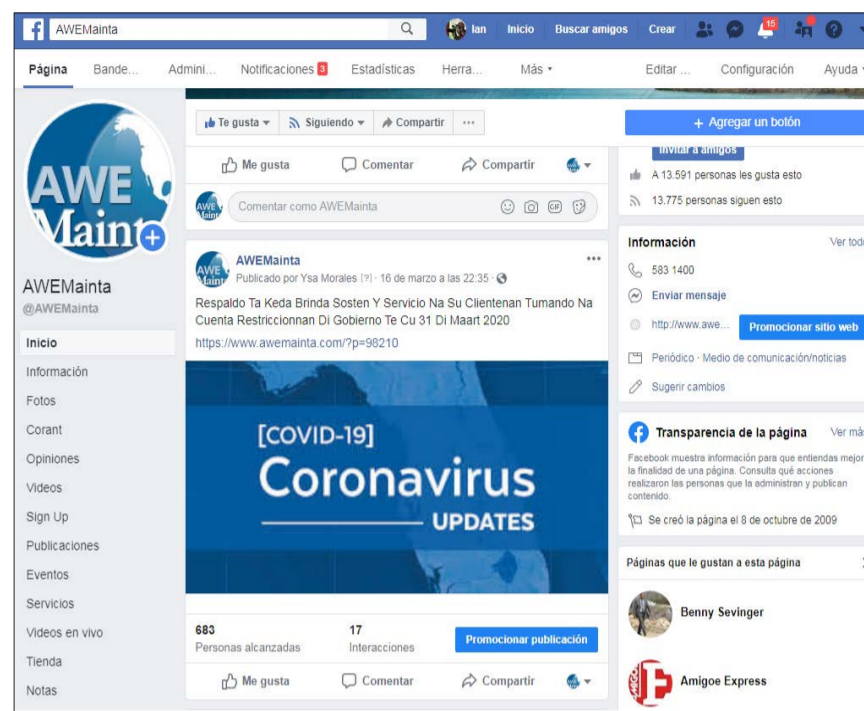 AWEMainta
Ian Inicio Buscar amigos Crear 15
Página Bande... Admini... Notificaciones 3 Estadísticas Herra... Más Editar ... Configuración Ayuda
AWE
Mainta
AWEMainta
@AWEMainta
Inicio
Información
Fotos
Corant
Opiniones
Videos
Sign Up
Publicaciones
Eventos
Servicios
Videos en vivo
Tienda
Notas
Te gusta Siguiendo Compartir ...
Me gusta Comentar Compartir
Comentar como AWEMainta GIF
AWEMainta
Publicado por Ysa Morales [?] · 16 de marzo a las 22:35 ·
Respaldo Ta Keda Brinda Sosten Y Servicio Na Su Clientenan Tumando Na
Cuenta Restriccionnan Di Gobierno Te Cu 31 Di Maart 2020
https://www.awemainta.com/?p=98210
[COVID-19]
Coronavirus
UPDATES
683
Personas alcanzadas
17
Interacciones
Promocionar publicación
Me gusta Comentar Compartir
+ Agregar un botón
Invitar a amigos
A 13.591 personas les gusta esto
13.775 personas siguen esto
Información Ver todo
583 1400
Enviar mensaje
http://www.awe... Promocionar sitio web
Periódico · Medio de comunicación/noticias
Sugerir cambios
Transparencia de la página Ver más
Facebook muestra información para que entiendas mejor
la finalidad de una página. Consulta qué acciones
realizaron las personas que la administran y publican
contenido.
Se creó la página el 8 de octubre de 2009
Páginas que le gustan a esta página
Benny Sevinger
Amigoe Express